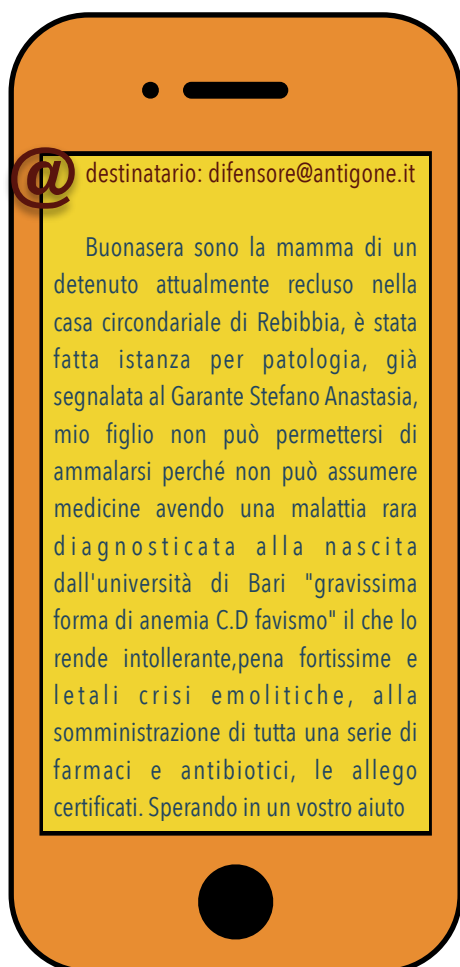 @
destinatario: difensore@antigone.it
Buonasera sono la mamma di un
detenuto attualmente recluso nella
casa circondariale di Rebibbia, è stata
fatta istanza per patologia, già
segnalata al Garante Stefano Anastasia,
mio figlio non può permettersi di
ammalarsi perché non può assumere
medicine avendo una malattia rara
diagnosticata alla nascita
dall'università di Bari "gravissima
forma di anemia C.D favismo" il che lo
rende intollerante,pena fortissime e
letali crisi emolitiche, alla
somministrazione di tutta una serie di
farmaci e antibiotici, le allego
certificati. Sperando in un vostro aiuto